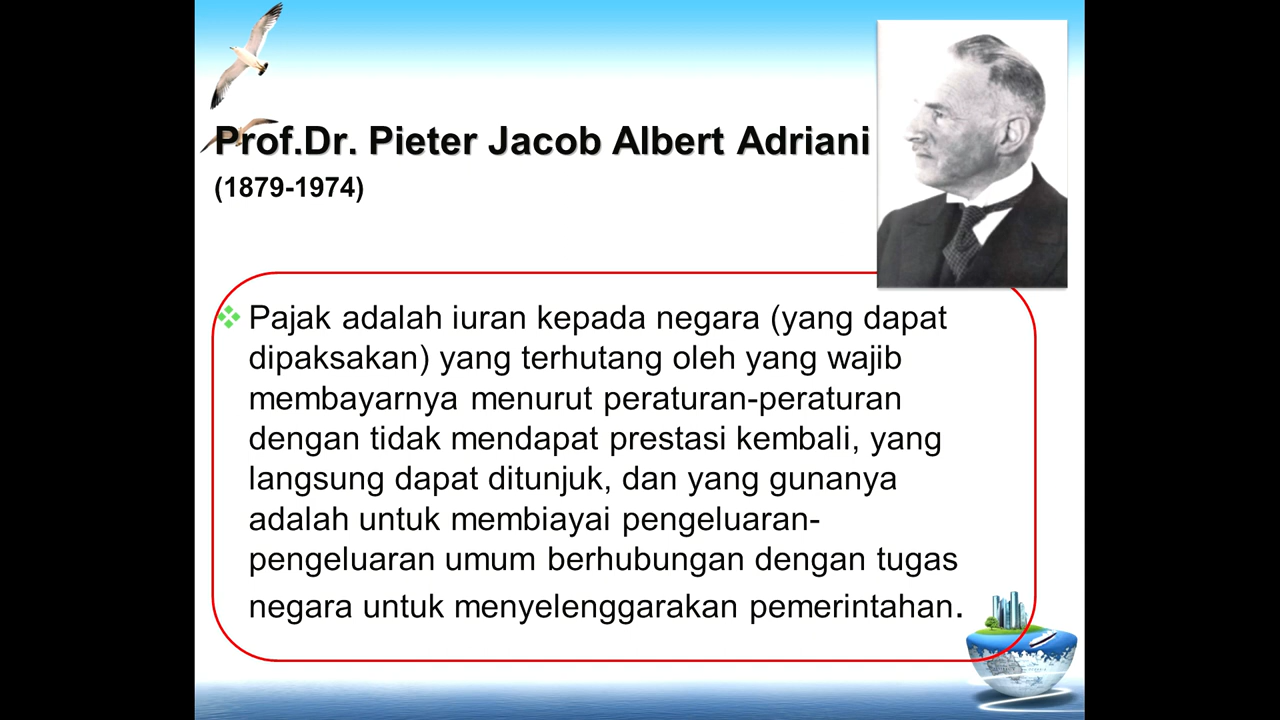 Prof.Dr. Pieter Jacob Albert Adriani
(1879-1974)
Pajak adalah iuran kepada negara (yang dapat
dipaksakan) yang terhutang oleh yang wajib
membayarnya menurut peraturan-peraturan
dengan tidak mendapat prestasi kembali, yang
langsung dapat ditunjuk, dan yang gunanya
adalah untuk membiayai pengeluaran-
pengeluaran umum berhubungan dengan tugas
negara untuk menyelenggarakan pemerintahan.